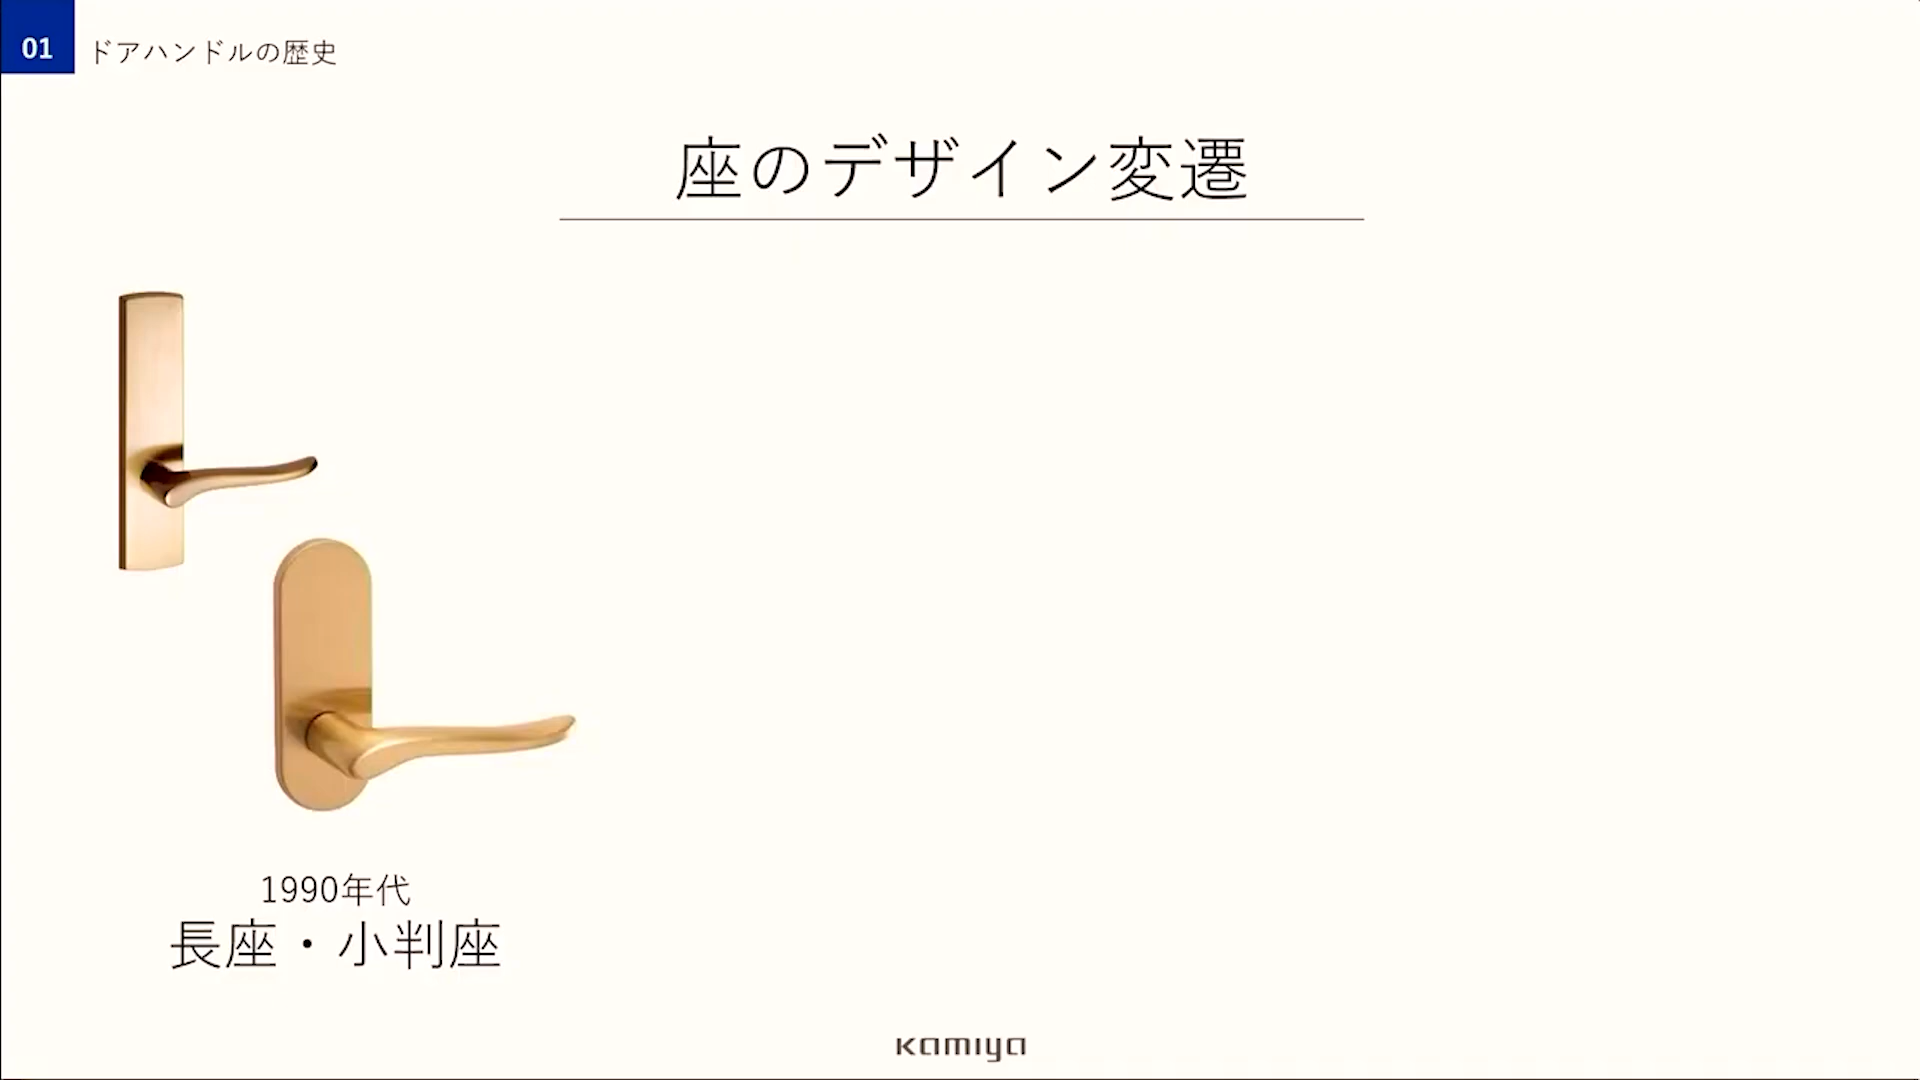 01
ドアハンドルの歴史
座のデザイン変遷
1990年代
長座・小判座
kamiya